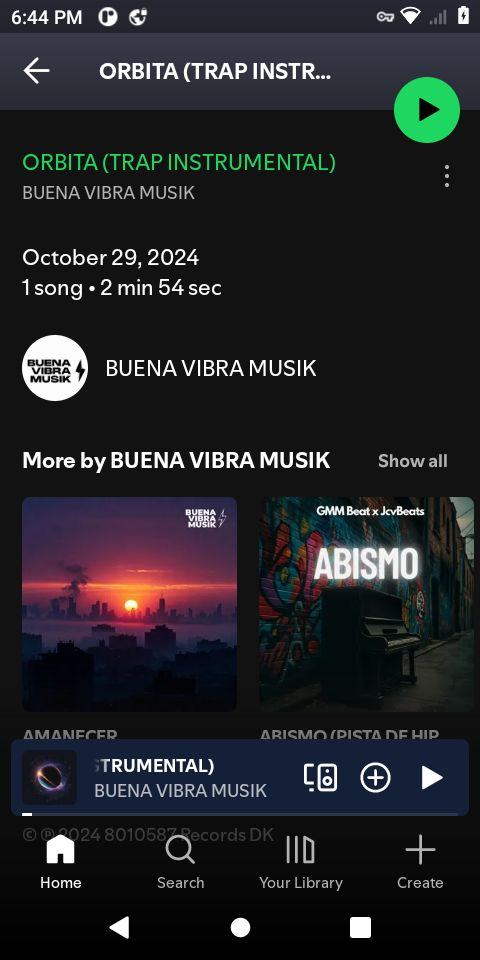 6:44 PM
ORBITA (TRAP INSTR...
ORBITA (TRAP INSTRUMENTAL)
BUENA VIBRA MUSIK
October 29, 2024
1 song • 2 min 54 sec
BUENA VIBRA MUSIK
BUENA VIBRA MUSIK
More by BUENA VIBRA MUSIK
Show all
BUENA VIBRA MUSIK
GMM Beat x JcvBeats
ABISMO
AMANECER
ABISMO (PISTA DE HIP
STRUMENTAL)
BUENA VIBRA MUSIK
© ℗ 2024 8010587 Records DK
Home
Search
Your Library
Create